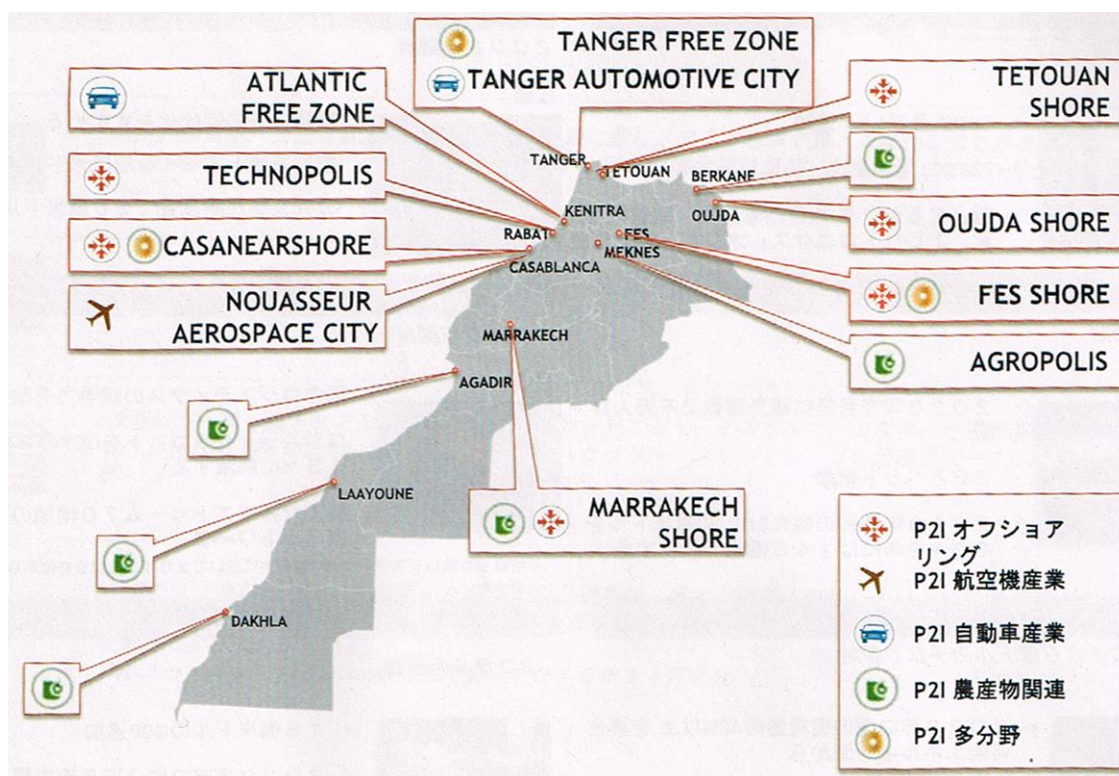 TANGER FREE ZONE
TANGER AUTOMOTIVE CITY
ATLANTIC
FREE ZONE
TECHNOPOLIS
CASANEARSHORE
NOUASSEUR
AEROSPACE CITY
TETOUAN
SHORE
OUJDA SHORE
FES SHORE
AGROPOLIS
TANGER
TETOUAN
BERKANE
OUJDA
KENITRA
RABAT
FES
MEKNES
CASABLANCA
MARRAKECH
AGADIR
LAAYOUNE
DAKHLA
MARRAKECH
SHORE
P2I オフショア
リング
P2I 航空機産業
P2I 自動車産業
P2I 農産物関連
P2I 多分野